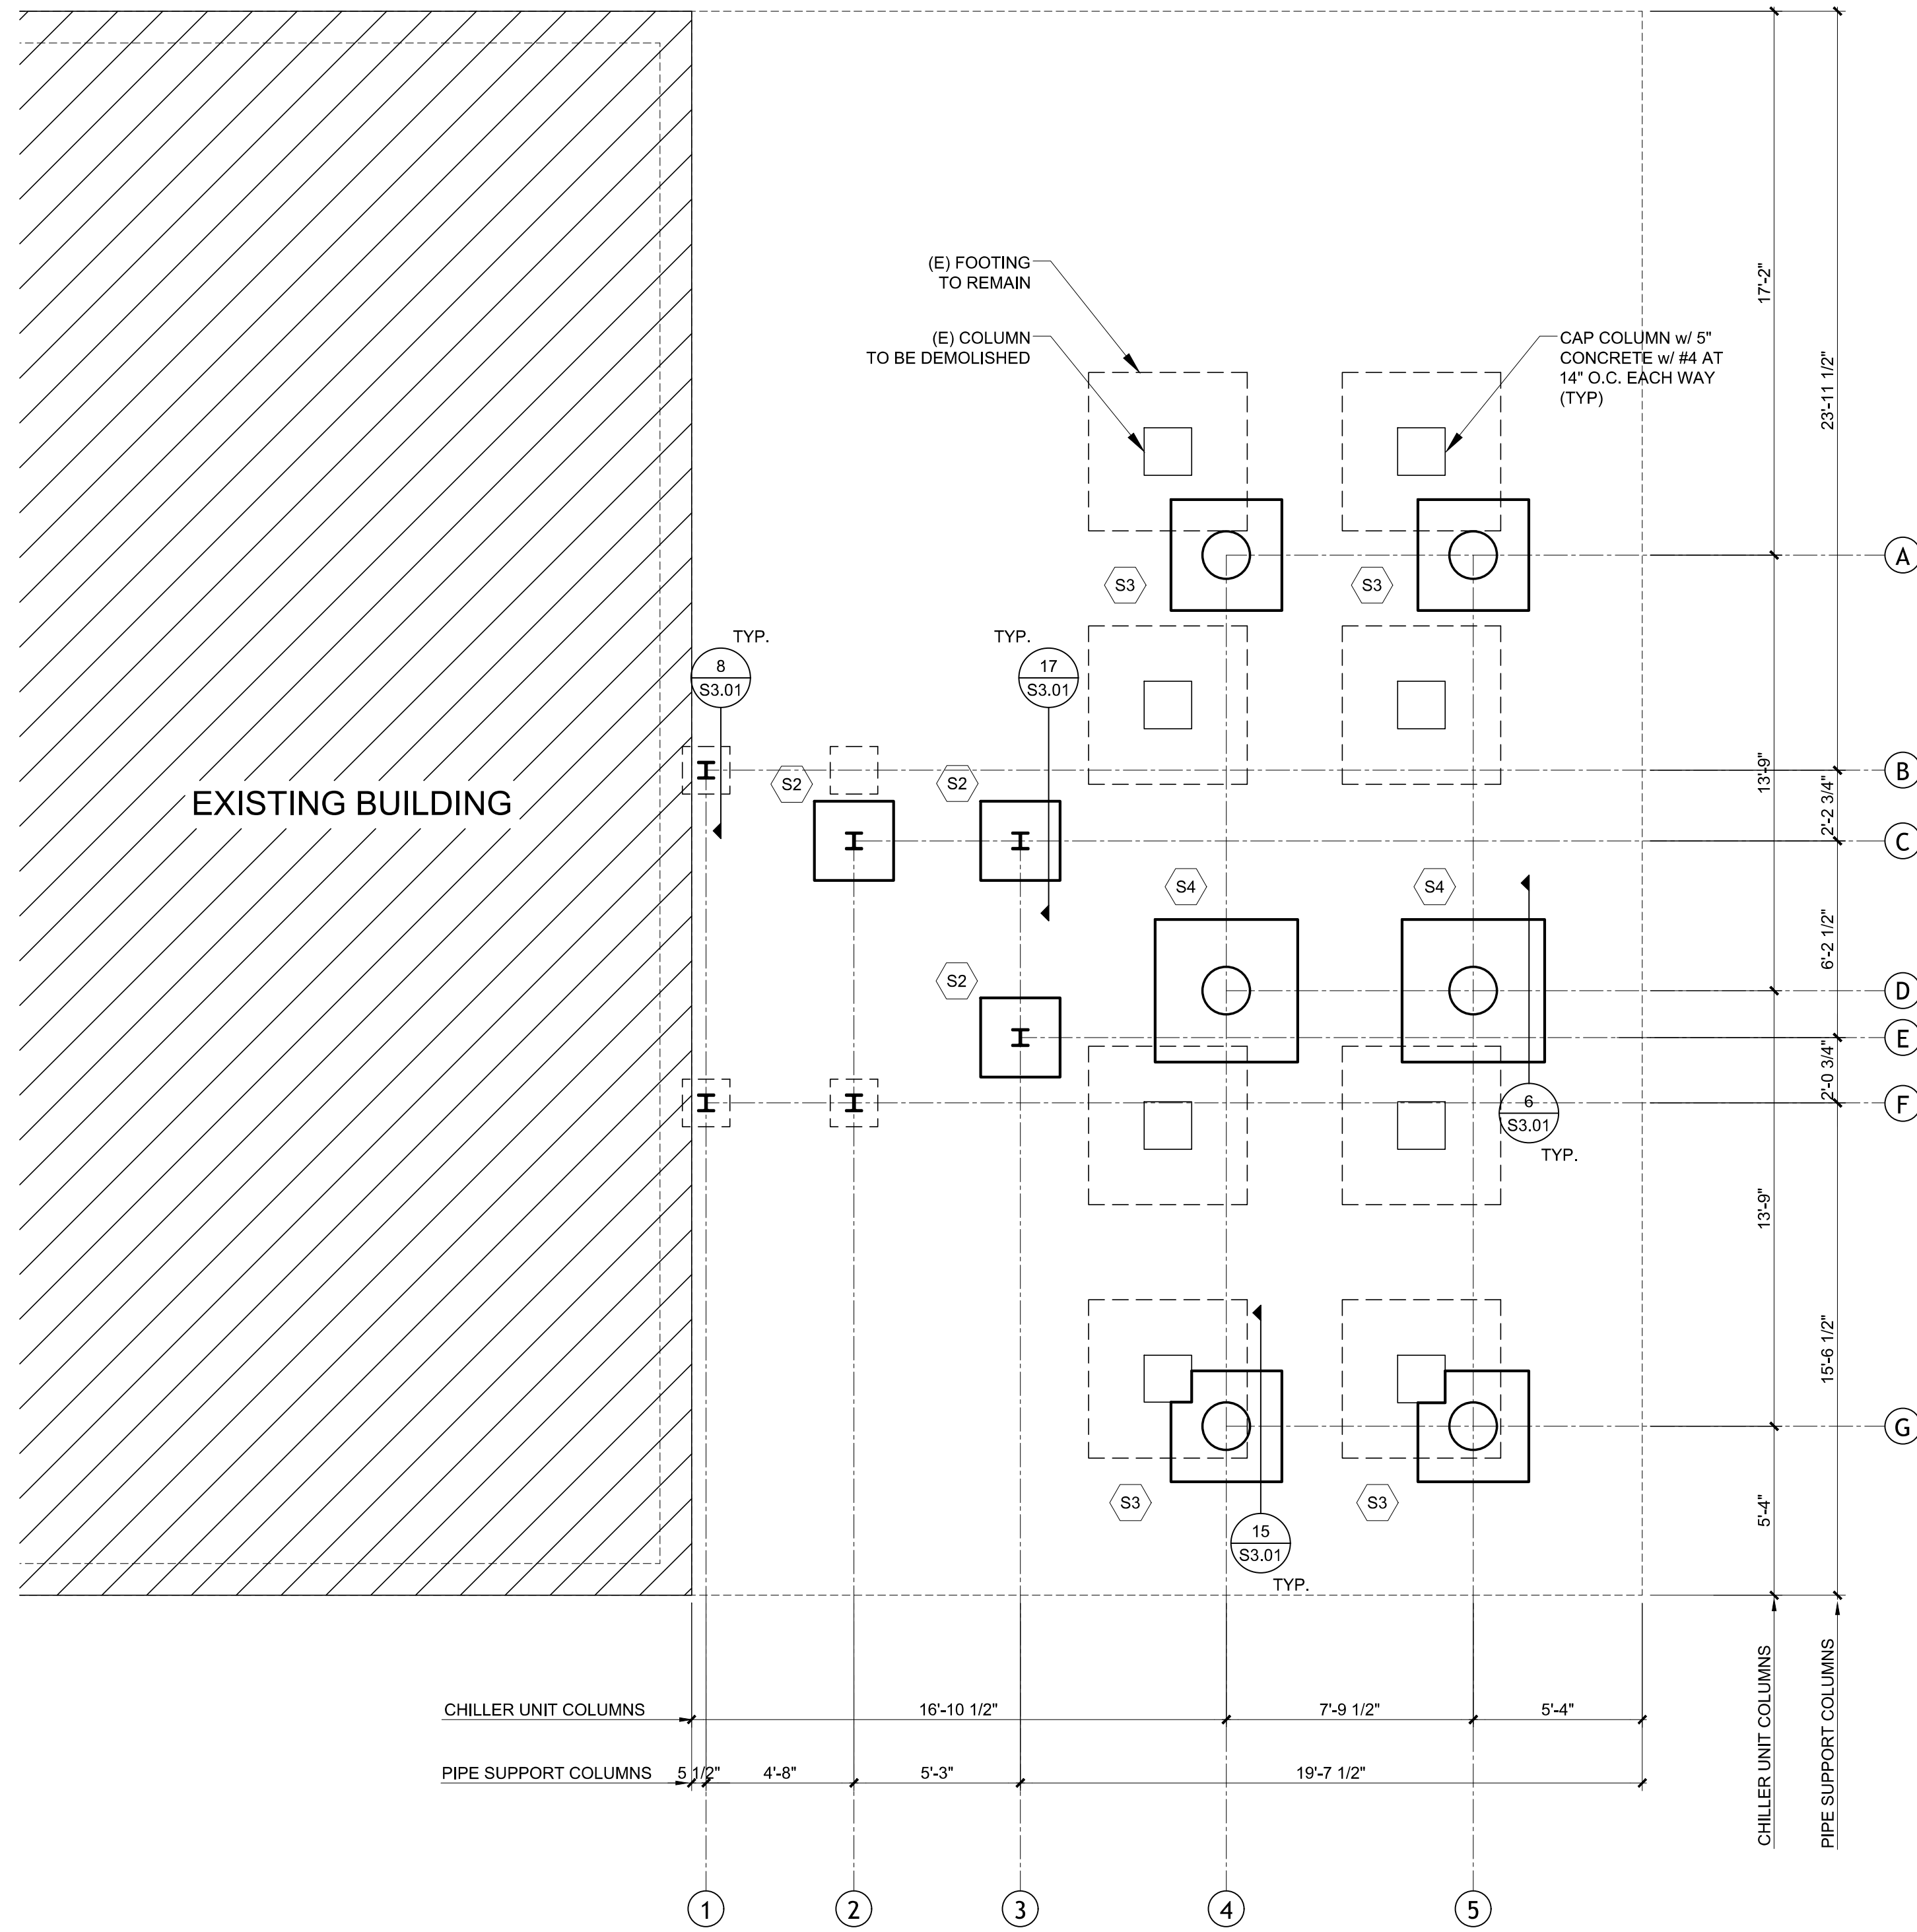 (E) FOOTING
TO REMAIN
(E) COLUMN
TO BE DEMOLISHED
CAP COLUMN w/ 5"
CONCRETE w/ #4 AT
14" O.C. EACH WAY
(TYP)
17'-2"
23'-11 1/2"
A
S3
S3
TYP.
8
S3.01
TYP.
17
S3.01
B
S2
S2
13'-9"
2'-2 3/4"
EXISTING BUILDING
C
S4
S4
6'-2 1/2"
S2
D
E
2'-0 3/4"
F
6
S3.01
TYP.
13'-9"
15'-6 1/2"
G
S3
S3
5'-4"
15
S3.01
TYP.
CHILLER UNIT COLUMNS
16'-10 1/2"
7'-9 1/2"
5'-4"
PIPE SUPPORT COLUMNS
5 1/2"
4'-8"
5'-3"
19'-7 1/2"
CHILLER UNIT COLUMNS
PIPE SUPPORT COLUMNS
1
2
3
4
5